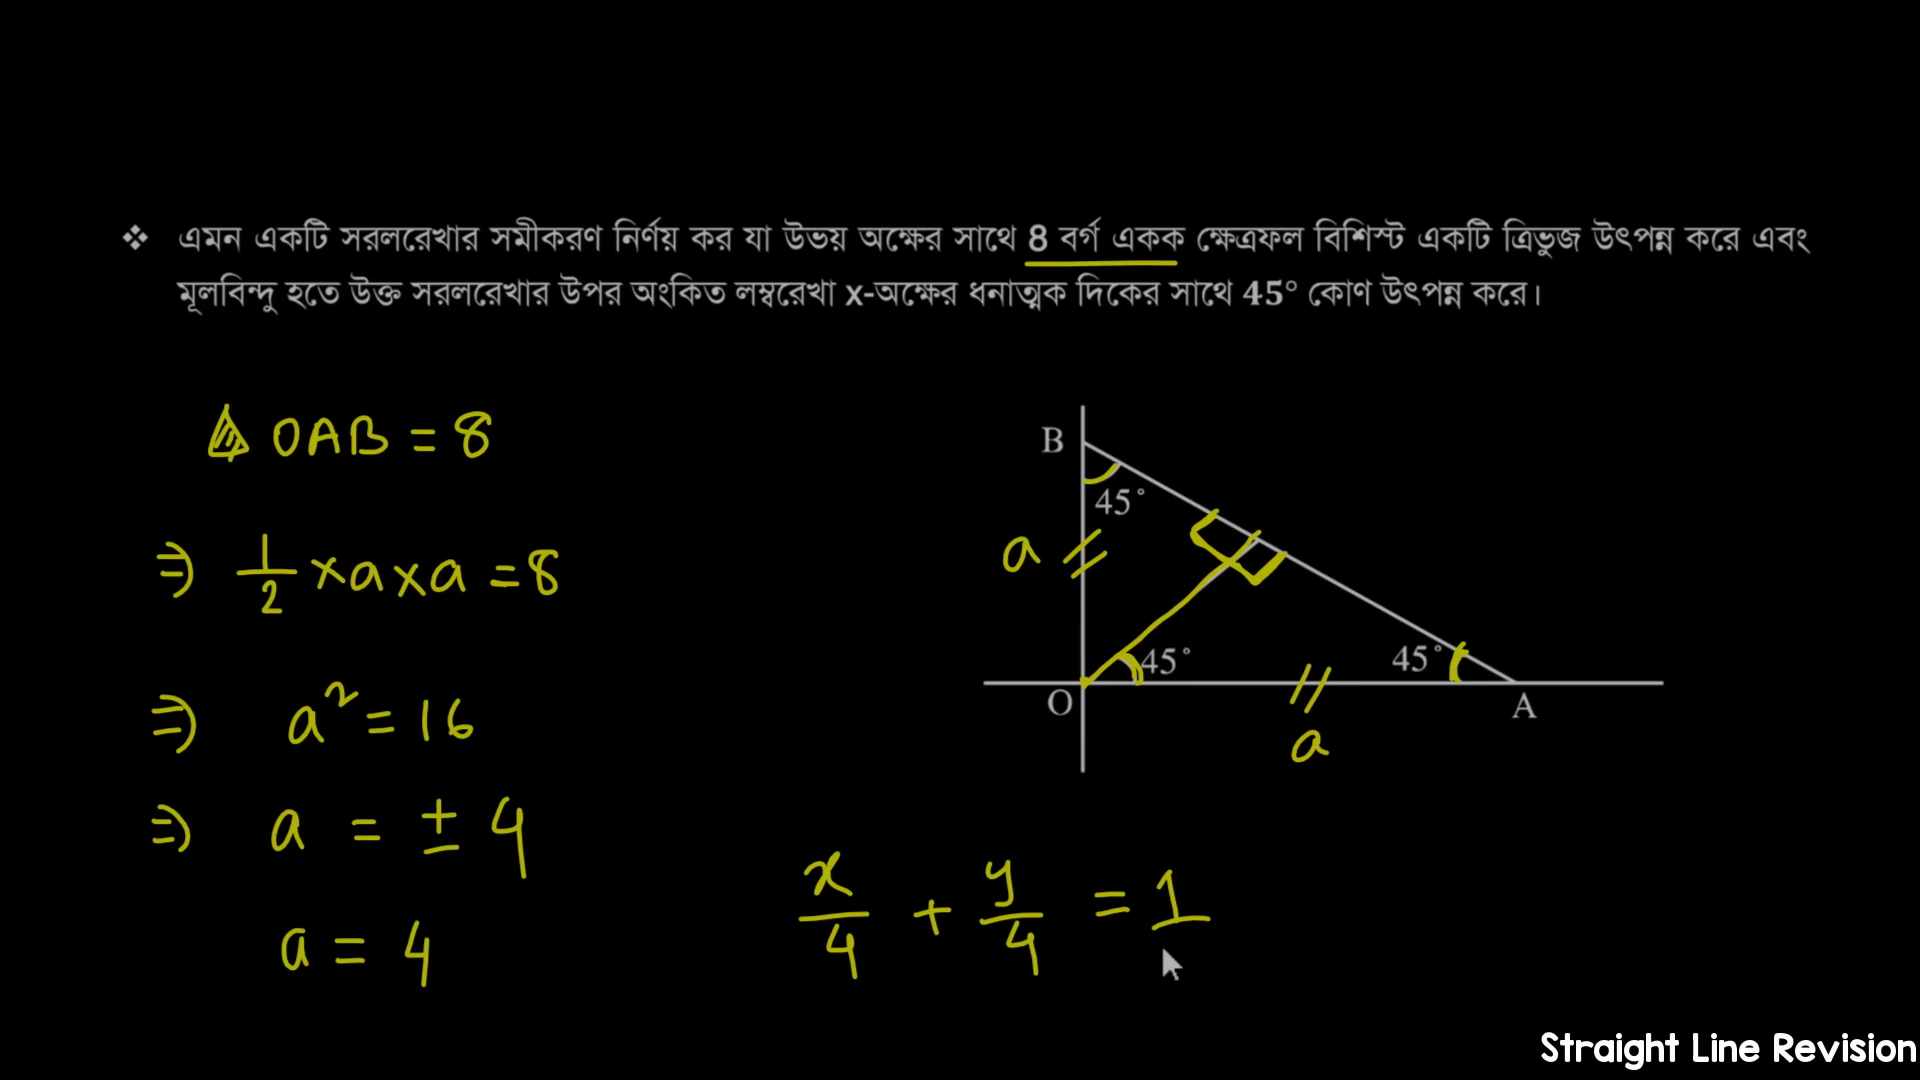 ❖ এমন একটি সরলরেখার সমীকরণ নির্ণয় কর যা উভয় অক্ষের সাথে 8 বর্গ একক ক্ষেত্রফল বিশিস্ট একটি ত্রিভুজ উৎপন্ন করে এবং
মূলবিন্দু হতে উক্ত সরলরেখার উপর অংকিত লম্বরেখা x-অক্ষের ধনাত্মক দিকের সাথে 45° কোণ উৎপন্ন করে।
△ OAB = 8
⇒ 1/2 × a × a = 8
⇒ a² = 16
⇒ a = ± 4
a = 4
B
45°
a
45°
45°
O
A
a
x/4 + y/4 = 1
Straight Line Revision